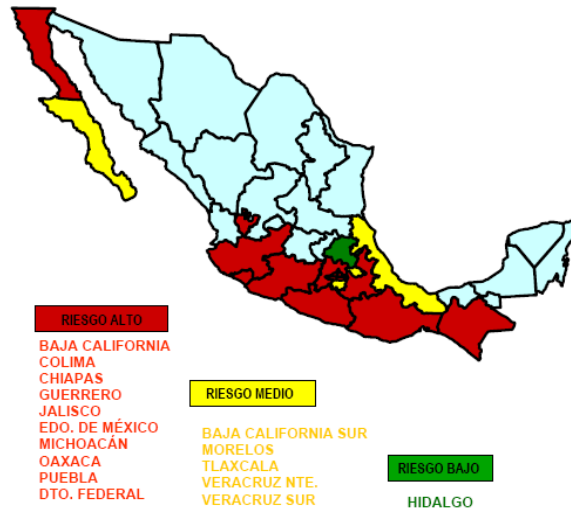 RIESGO ALTO
BAJA CALIFORNIA
COLIMA
CHIAPAS
GUERRERO
JALISCO
EDO. DE MÉXICO
MICHOACÁN
OAXACA
PUEBLA
DTO. FEDERAL
RIESGO MEDIO
BAJA CALIFORNIA SUR
MORELOS
TLAXCALA
VERACRUZ NTE.
VERACRUZ SUR
RIESGO BAJO
HIDALGO